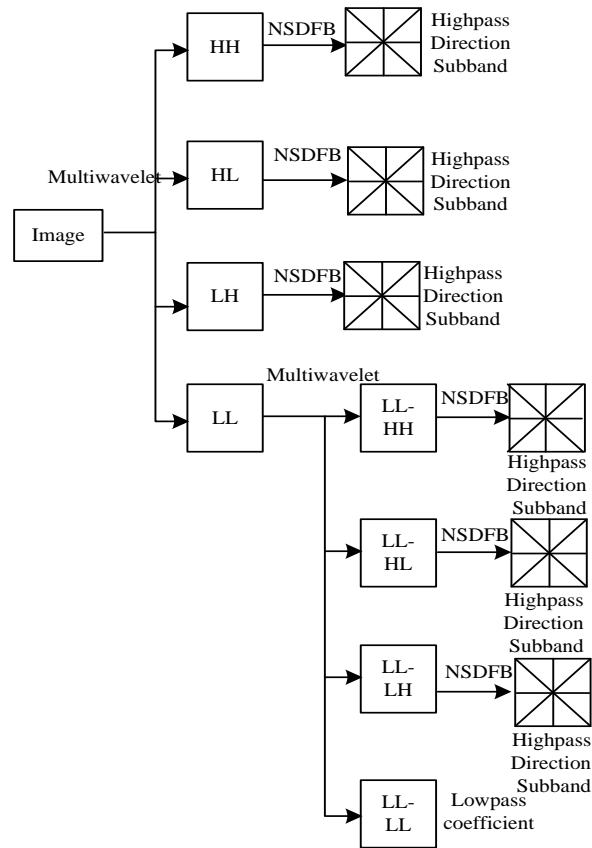 HH
NSDFB
Highpass
Direction
Subband
Multiwavelet
HL
NSDFB
Highpass
Direction
Subband
Image
LH
NSDFB
Highpass
Direction
Subband
LL
Multiwavelet
LL-
HH
NSDFB
Highpass
Direction
Subband
LL-
HL
NSDFB
Highpass
Direction
Subband
LL-
LH
NSDFB
Highpass
Direction
Subband
LL-
LL
Lowpass
coefficient